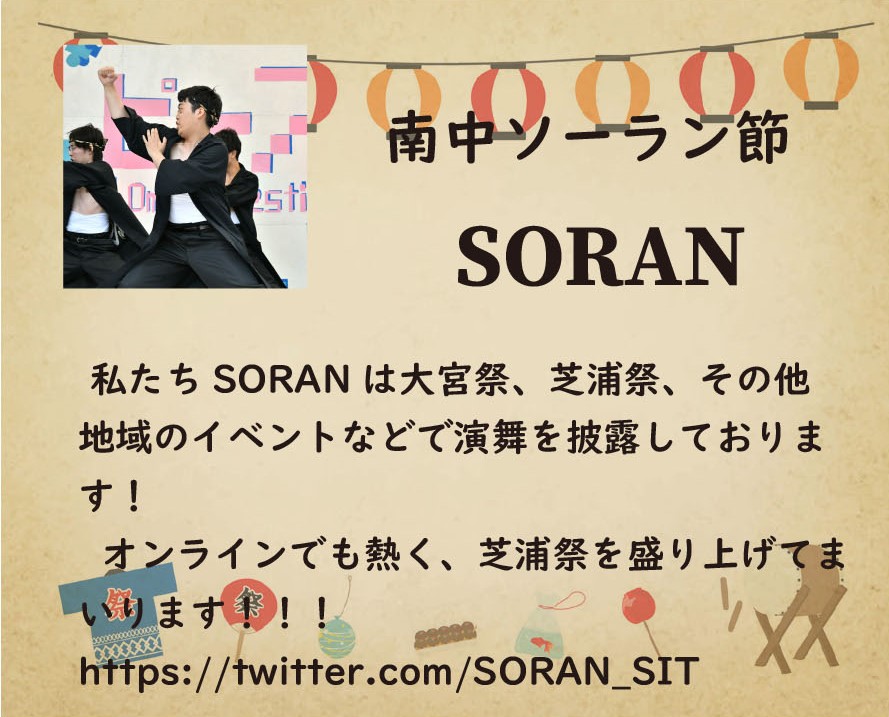 南中ソーラン節
SORAN
私たち SORAN は大宮祭、芝浦祭、その他
地域のイベントなどで演舞を披露しておりま
す！
オンラインでも熱く、芝浦祭を盛り上げてま
いります！！！
https://twitter.com/SORAN_SIT
祭
祭